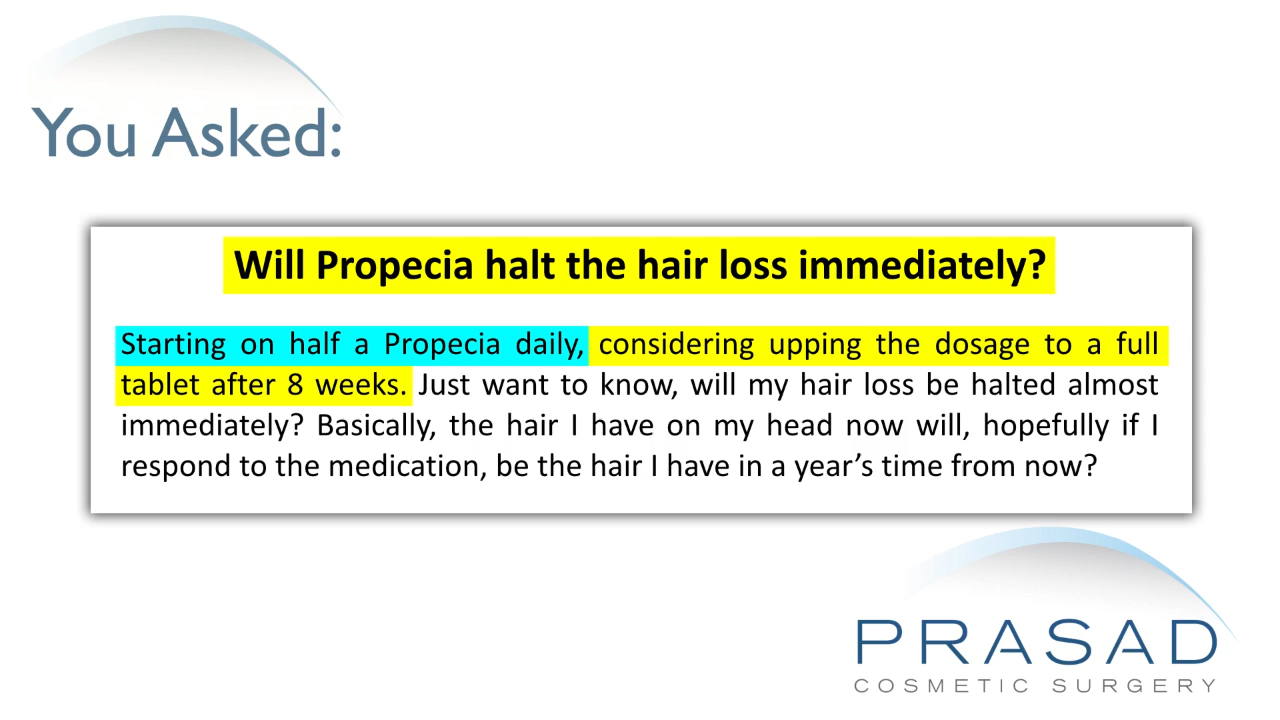 You Asked:
Will Propecia halt the hair loss immediately?
Starting on half a Propecia daily, considering upping the dosage to a full
tablet after 8 weeks. Just want to know, will my hair loss be halted almost
immediately? Basically, the hair I have on my head now will, hopefully if I
respond to the medication, be the hair I have in a year’s time from now?
PRASAD
COSMETIC SURGERY